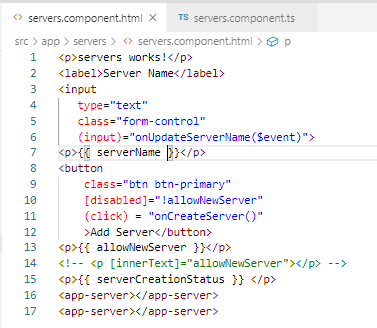 servers.component.html
servers.component.ts
src > app > servers > servers.component.html > p
1 <p>servers works!</p>
2 <label>Server Name</label>
3 <input
4 type="text"
5 class="form-control"
6 (input)="onUpdateServerName($event)">
7 <p>{{ serverName }}</p>
8 <button
9 class="btn btn-primary"
10 [disabled]="!allowNewServer"
11 (click) = "onCreateServer()"
12 >Add Server</button>
13 <p>{{ allowNewServer }}</p>
14 <!-- <p [innerText]="allowNewServer"></p> -->
15 <p>{{ serverCreationStatus }} </p>
16 <app-server></app-server>
17 <app-server></app-server>